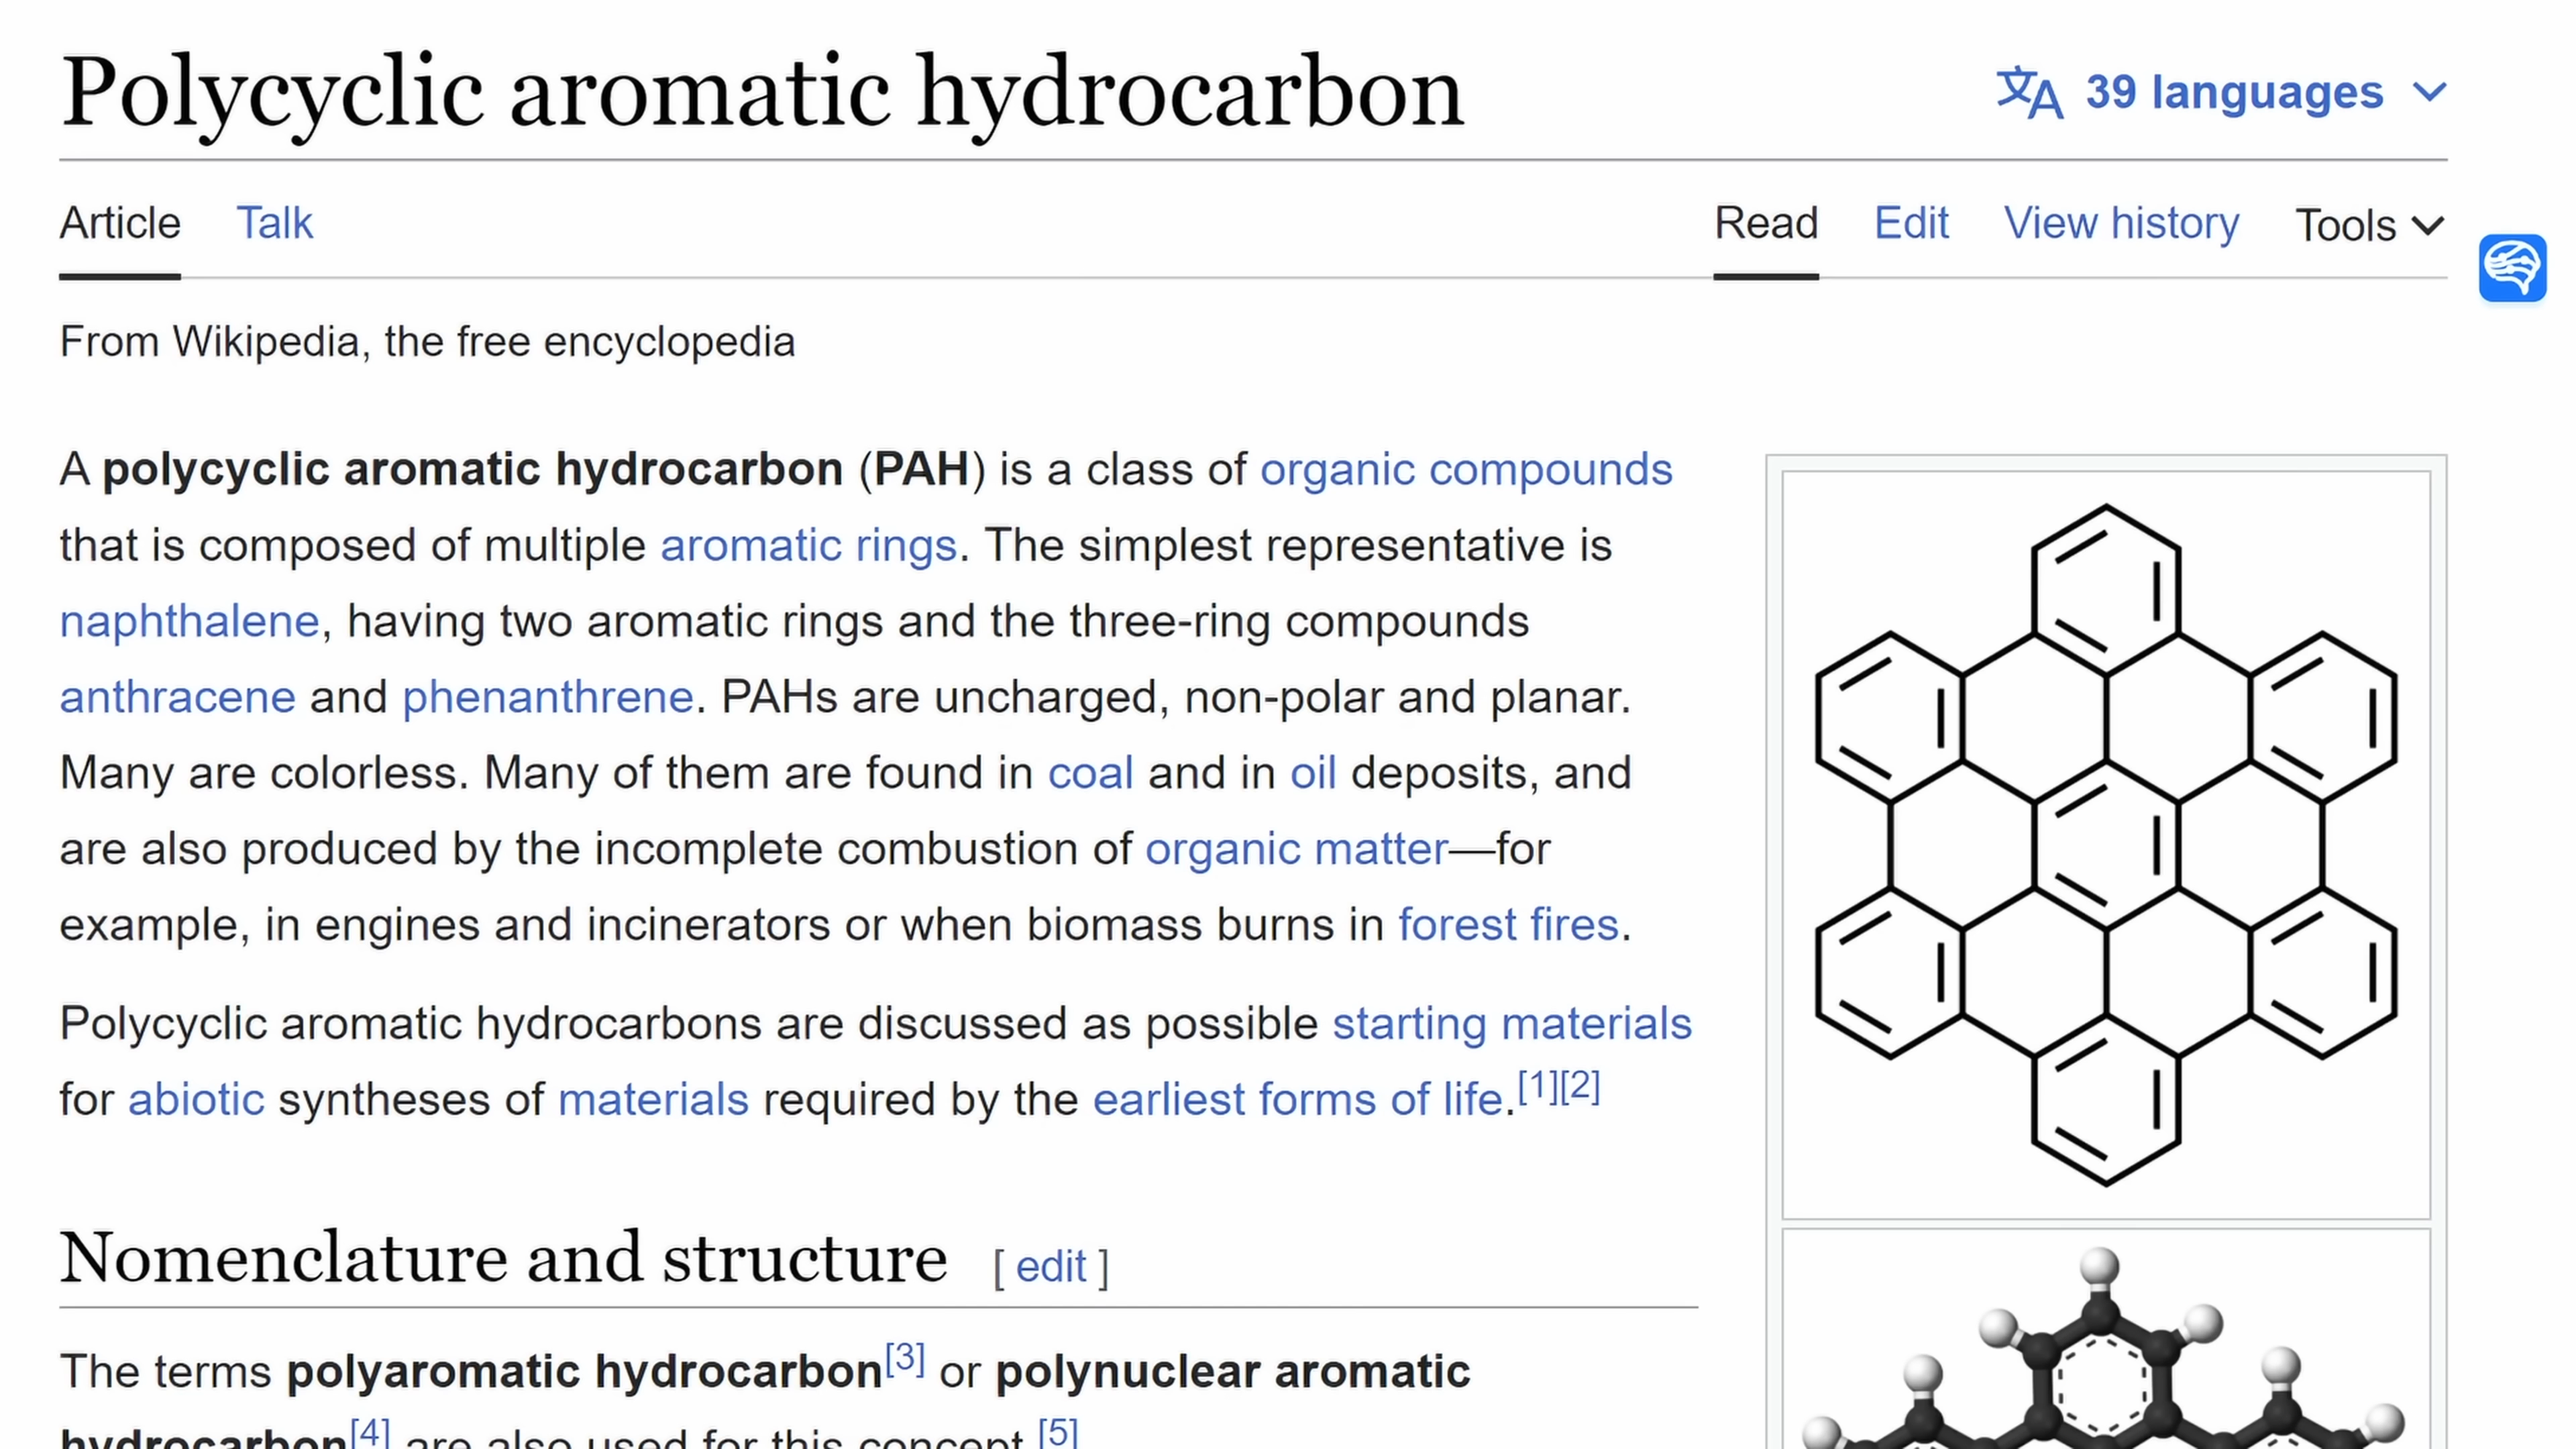 Polycyclic aromatic hydrocarbon
39 languages
Article Talk Read Edit View history Tools
From Wikipedia, the free encyclopedia
A polycyclic aromatic hydrocarbon (PAH) is a class of organic compounds
that is composed of multiple aromatic rings. The simplest representative is
naphthalene, having two aromatic rings and the three-ring compounds
anthracene and phenanthrene. PAHs are uncharged, non-polar and planar.
Many are colorless. Many of them are found in coal and in oil deposits, and
are also produced by the incomplete combustion of organic matter—for
example, in engines and incinerators or when biomass burns in forest fires.
Polycyclic aromatic hydrocarbons are discussed as possible starting materials
for abiotic syntheses of materials required by the earliest forms of life.[1][2]
Nomenclature and structure [ edit ]
The terms polyaromatic hydrocarbon[3] or polynuclear aromatic
hydrocarbon[4] are also used for this concept.[5]